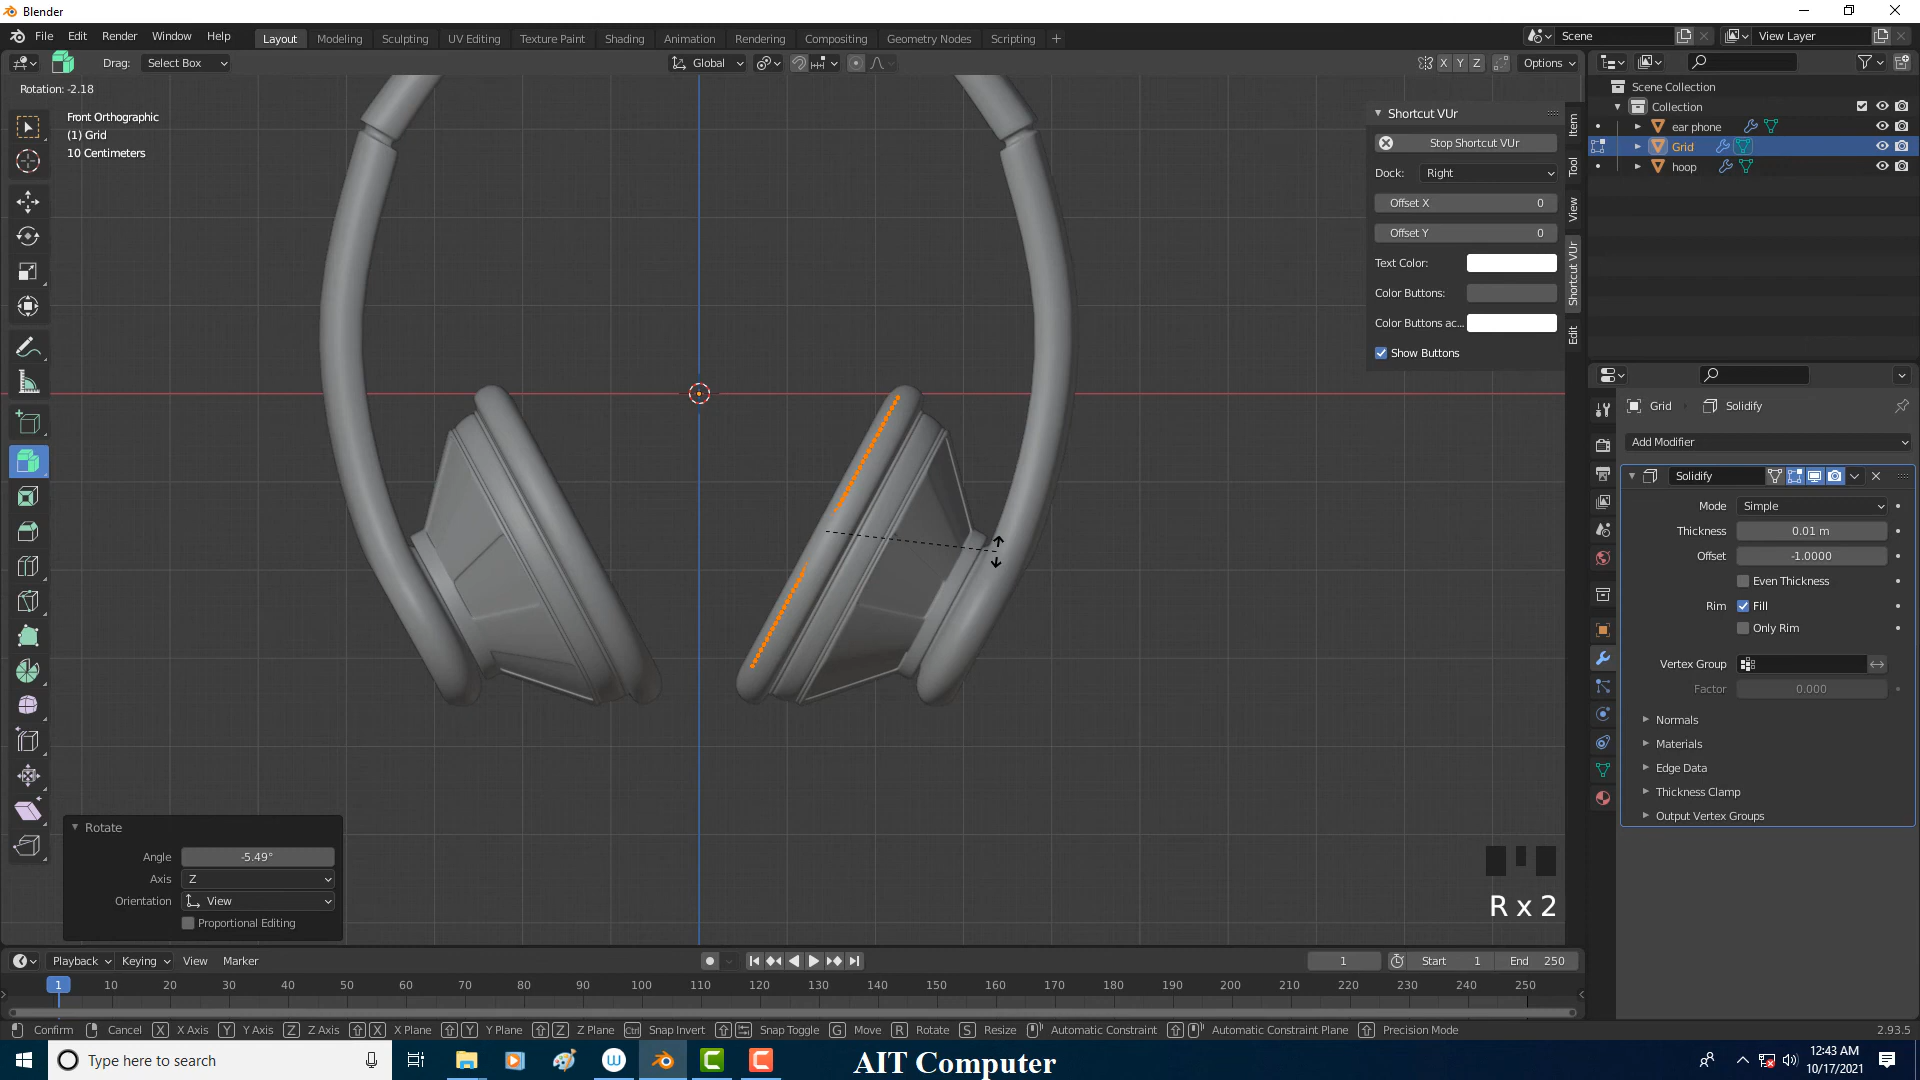 Blender
File Edit Render Window Help
Layout Modeling Sculpting UV Editing Texture Paint Shading Animation Rendering Compositing Geometry Nodes Scripting +
Scene
View Layer
Drag: Select Box
Global
X Y Z
Options
Rotation: -2.18
Front Orthographic
(1) Grid
10 Centimeters
Shortcut VUr
Stop Shortcut VUr
Dock: Right
Offset X 0
Offset Y 0
Text Color:
Color Buttons:
Color Buttons ac...
Show Buttons
Item
Tool
View
Shortcut VUr
Edit
Scene Collection
Collection
ear phone
Grid
hoop
Grid Solidify
Add Modifier
Solidify
Mode Simple
Thickness 0.01 m
Offset -1.0000
Even Thickness
Rim Fill
Only Rim
Vertex Group
Factor 0.000
Normals
Materials
Edge Data
Thickness Clamp
Output Vertex Groups
Rotate
Angle -5.49°
Axis Z
Orientation View
Proportional Editing
R x 2
Playback Keying View Marker
1 Start 1 End 250
1 10 20 30 40 50 60 70 80 90 100 110 120 130 140 150 160 170 180 190 200 210 220 230 240 250
Confirm Cancel X X Axis Y Y Axis Z Z Axis X X Plane Y Y Plane Z Z Plane Ctrl Snap Invert Snap Toggle G Move R Rotate S Resize Automatic Constraint Automatic Constraint Plane Precision Mode 2.93.5
Type here to search
AIT Computer
12:43 AM
10/17/2021